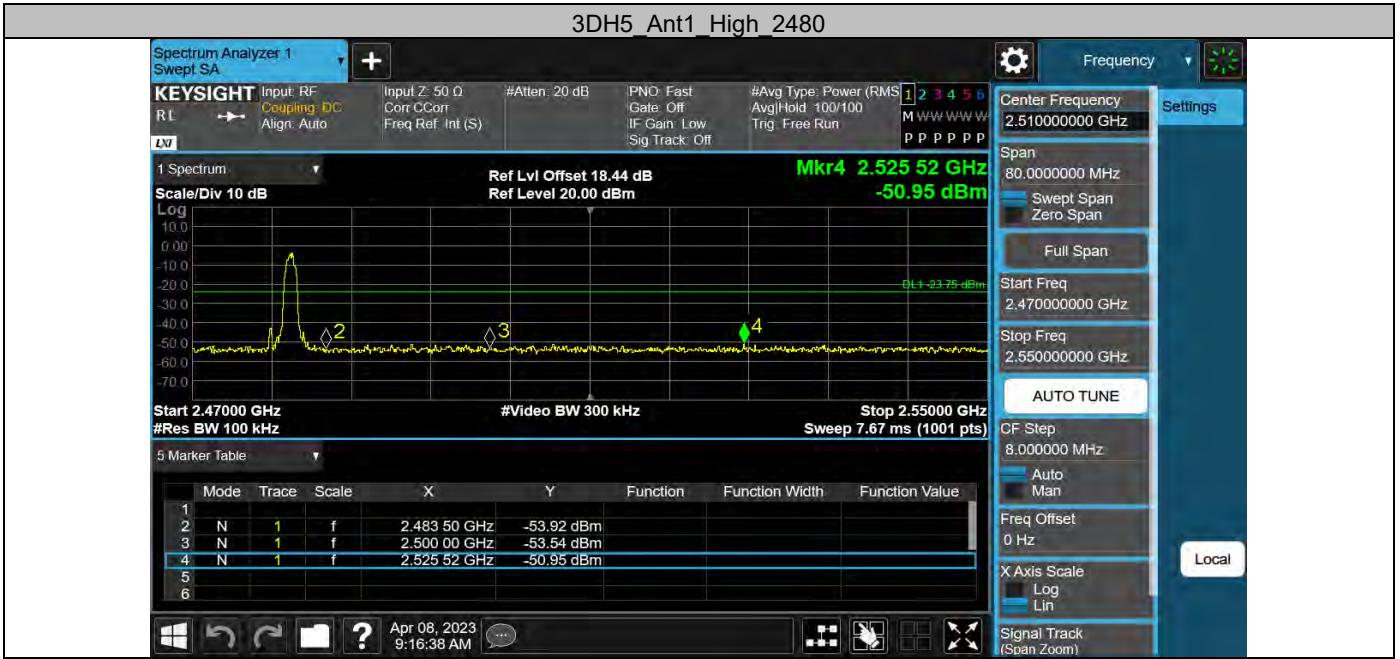 3DH5_Ant1_High_2480
Spectrum Analyzer 1
Swept SA
+
Frequency
KEYSIGHT
RL
LXI
Input: RF
Coupling: DC
Align: Auto
Input Z: 50 Ω
Corr CCorr
Freq Ref: Int (S)
#Atten: 20 dB
PNO: Fast
Gate: Off
IF Gain: Low
Sig Track: Off
#Avg Type: Power (RMS
Avg|Hold: 100/100
Trig: Free Run
1 2 3 4 5 6
M W W W W W
P P P P P P
1 Spectrum
Scale/Div 10 dB
Ref Lvl Offset 18.44 dB
Ref Level 20.00 dBm
Mkr4 2.525 52 GHz
-50.95 dBm
Log
10.0
0.00
-10.0
-20.0
-30.0
-40.0
-50.0
-60.0
-70.0
DL1 -23.75 dBm
2
3
4
Start 2.47000 GHz
#Res BW 100 kHz
#Video BW 300 kHz
Stop 2.55000 GHz
Sweep 7.67 ms (1001 pts)
5 Marker Table
Mode Trace Scale X Y Function Function Width Function Value
1
2 N 1 f 2.483 50 GHz -53.92 dBm
3 N 1 f 2.500 00 GHz -53.54 dBm
4 N 1 f 2.525 52 GHz -50.95 dBm
5
6
?
Apr 08, 2023
9:16:38 AM
Center Frequency
2.510000000 GHz
Span
80.0000000 MHz
Swept Span
Zero Span
Full Span
Start Freq
2.470000000 GHz
Stop Freq
2.550000000 GHz
AUTO TUNE
CF Step
8.000000 MHz
Auto
Man
Freq Offset
0 Hz
X Axis Scale
Log
Lin
Signal Track
(Span Zoom)
Settings
Local